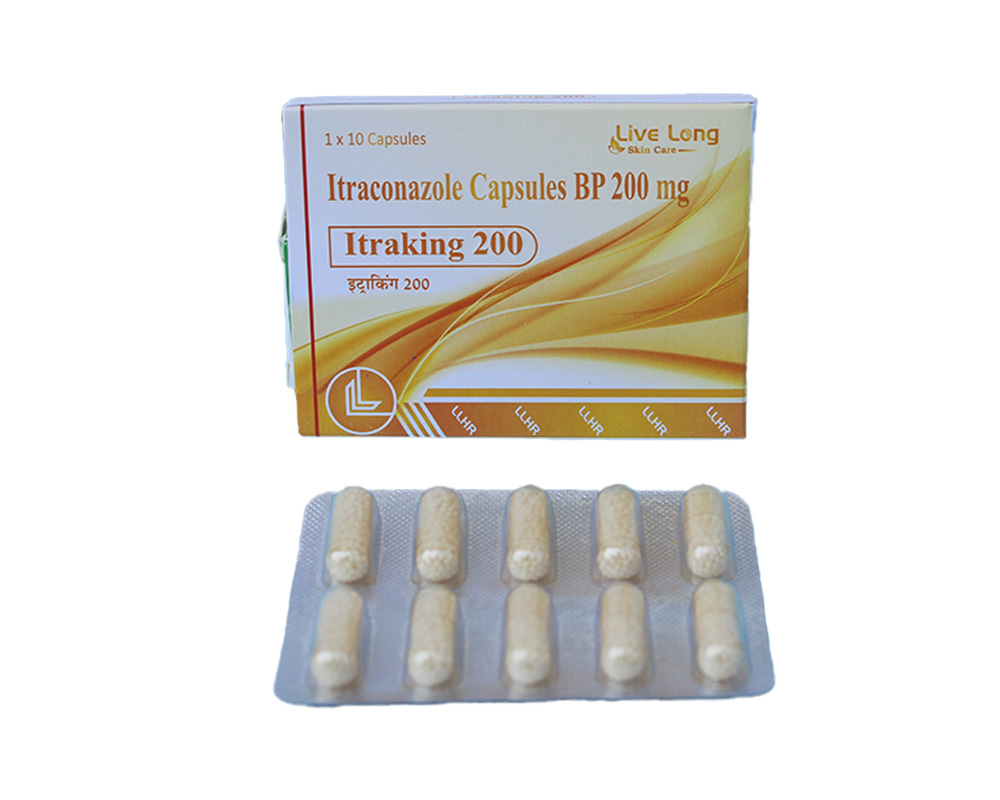 1 x 10 Capsules
Live Long
Skin Care
Itraconazole Capsules BP 200 mg
Itraking 200
इट्राकिंग 200
LLHR LLHR LLHR LLHR LLHR